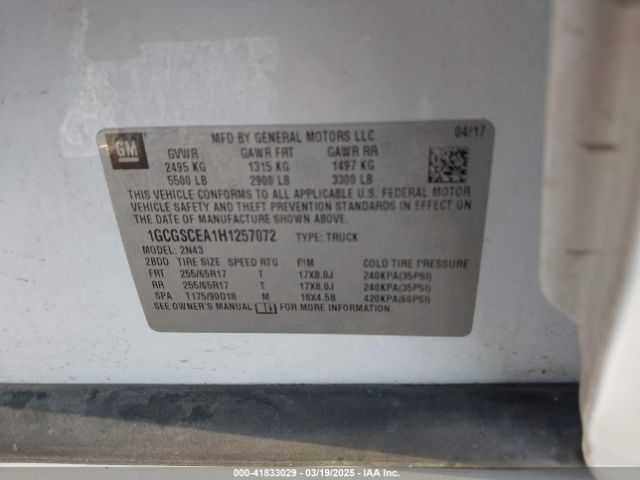 GM
MFD BY GENERAL MOTORS LLC 04/17
GVWR GAWR FRT GAWR RR
2495 KG 1315 KG 1497 KG
5500 LB 2900 LB 3300 LB
THIS VEHICLE CONFORMS TO ALL APPLICABLE U.S. FEDERAL MOTOR
VEHICLE SAFETY AND THEFT PREVENTION STANDARDS IN EFFECT ON
THE DATE OF MANUFACTURE SHOWN ABOVE.
1GCGSCEA1H1257072 TYPE: TRUCK
MODEL: 2N43
2BDD TIRE SIZE SPEED RTG RIM COLD TIRE PRESSURE
FRT 255/65R17 T 17X8.0J 240KPA(35PSI)
RR 255/65R17 T 17X8.0J 240KPA(35PSI)
SPA T175/90D18 M 18X4.5B 420KPA(60PSI)
SEE OWNER'S MANUAL FOR MORE INFORMATION.
000-41833029 - 03/19/2025 - IAA Inc.